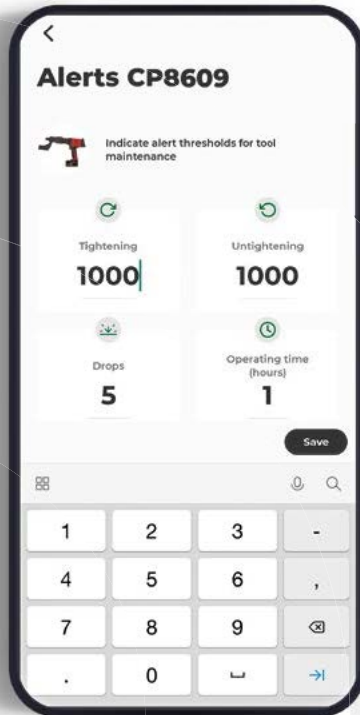 Alerts CP8609
Indicate alert thresholds for tool
maintenance
Tightening
1000
Untightening
1000
Drops
5
Operating time
(hours)
1
Save
1 2 3 -
4 5 6 ,
7 8 9
. 0